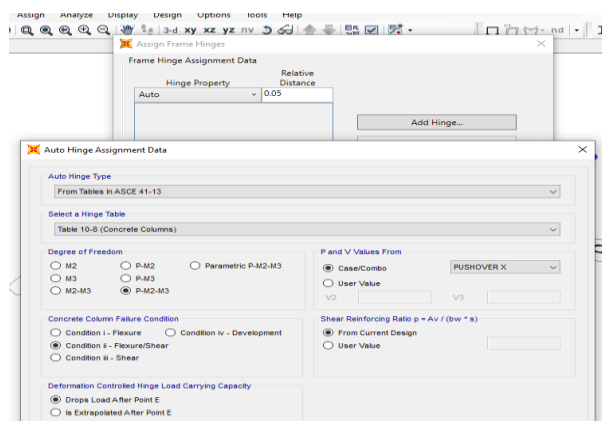 Assign Analyze Display Design Options Tools Help
3-d xy xz yz nv nd
Assign Frame Hinges
Frame Hinge Assignment Data
Hinge Property
Relative
Distance
Auto
0.05
Add Hinge...
Auto Hinge Assignment Data
Auto Hinge Type
From Tables In ASCE 41-13
Select a Hinge Table
Table 10-8 (Concrete Columns)
Degree of Freedom
M2 P-M2 Parametric P-M2-M3
M3 P-M3
M2-M3 P-M2-M3
P and V Values From
Case/Combo PUSHOVER X
User Value
V2 V3
Concrete Column Failure Condition
Condition i - Flexure Condition iv - Development
Condition ii - Flexure/Shear
Condition iii - Shear
Shear Reinforcing Ratio p = Av / (bw * s)
From Current Design
User Value
Deformation Controlled Hinge Load Carrying Capacity
Drops Load After Point E
Is Extrapolated After Point E